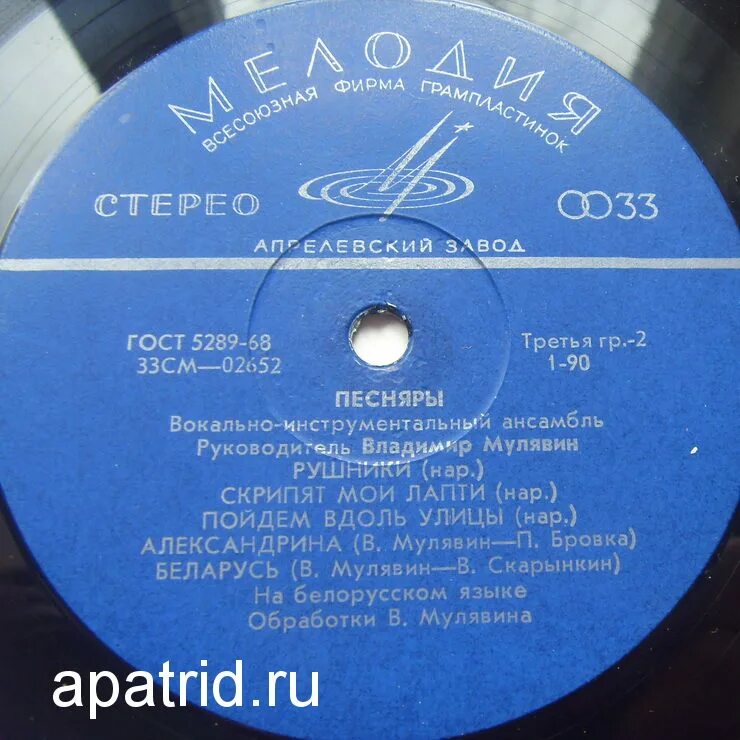 МЕЛОДИЯ
ВСЕСОЮЗНАЯ ФИРМА ГРАМПЛАСТИНОК
СТЕРЕО 33
АПРЕЛЕВСКИЙ ЗАВОД
ГОСТ 5289-68 Третья гр.-2
33СМ—02652 1-90
ПЕСНЯРЫ
Вокально-инструментальный ансамбль
Руководитель Владимир Мулявин
РУШНИКИ (нар.)
СКРИПЯТ МОИ ЛАПТИ (нар.)
ПОЙДЕМ ВДОЛЬ УЛИЦЫ (нар.)
АЛЕКСАНДРИНА (В. Мулявин—П. Бровка)
БЕЛАРУСЬ (В. Мулявин—В. Скарынкин)
На белорусском языке
Обработки В. Мулявина
apatrid.ru